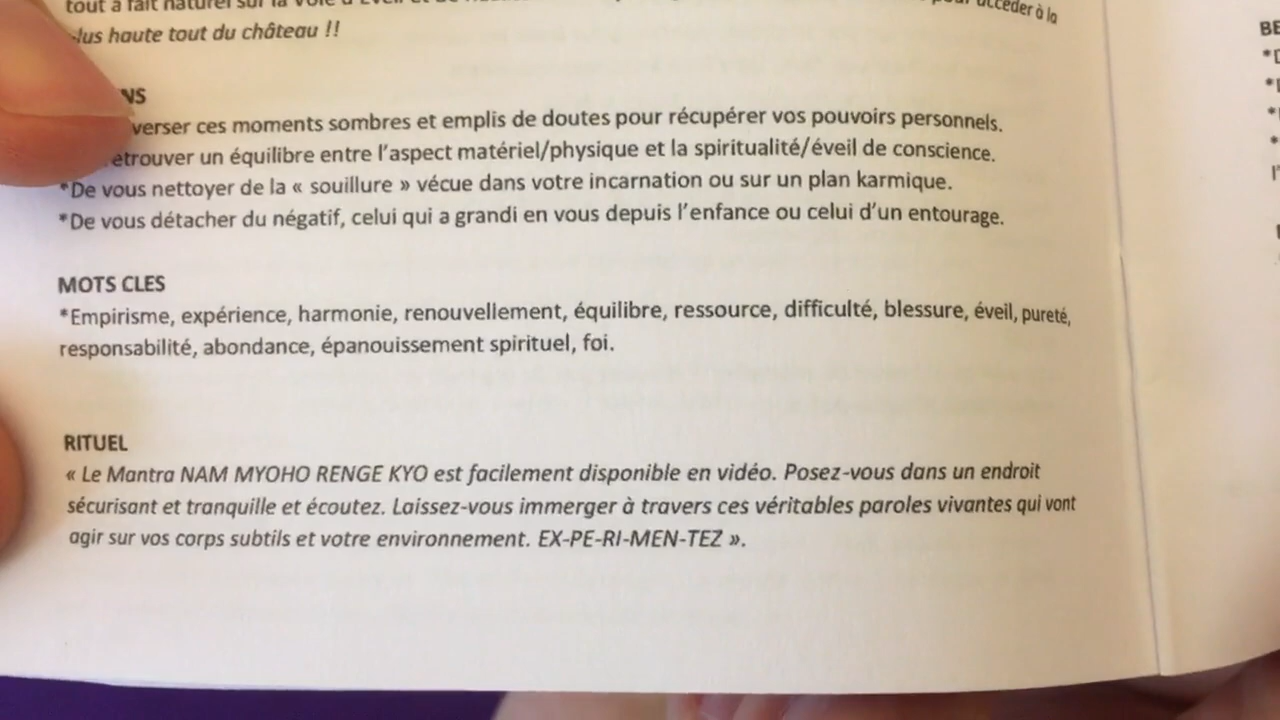 tout à fait naturel sur la voie d'Eveil et de
accéder à la
plus haute tout du château !!
NS
verser ces moments sombres et emplis de doutes pour récupérer vos pouvoirs personnels.
etrouver un équilibre entre l'aspect matériel/physique et la spiritualité/éveil de conscience.
*De vous nettoyer de la « souillure » vécue dans votre incarnation ou sur un plan karmique.
*De vous détacher du négatif, celui qui a grandi en vous depuis l'enfance ou celui d'un entourage.
MOTS CLES
*Empirisme, expérience, harmonie, renouvellement, équilibre, ressource, difficulté, blessure, éveil, pureté,
responsabilité, abondance, épanouissement spirituel, foi.
RITUEL
« Le Mantra NAM MYOHO RENGE KYO est facilement disponible en vidéo. Posez-vous dans un endroit
sécurisant et tranquille et écoutez. Laissez-vous immerger à travers ces véritables paroles vivantes qui vont
agir sur vos corps subtils et votre environnement. EX-PE-RI-MEN-TEZ ».
BE